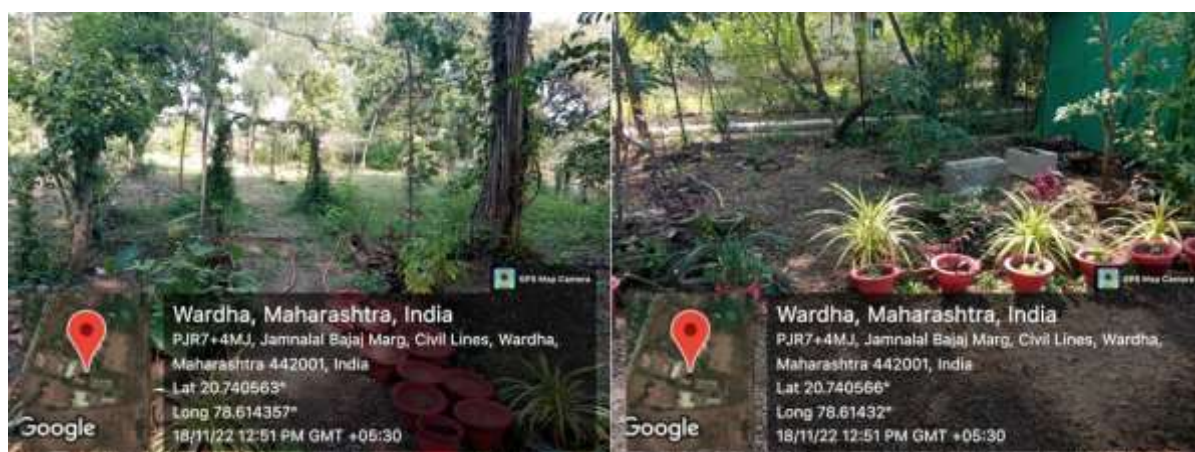 GPS Map Camera
Wardha, Maharashtra, India
PJR7+4MJ, Jamnalal Bajaj Marg, Civil Lines, Wardha,
Maharashtra 442001, India
Lat 20.740563°
Long 78.614357°
18/11/22 12:51 PM GMT +05:30
Google
GPS Map Camera
Wardha, Maharashtra, India
PJR7+4MJ, Jamnalal Bajaj Marg, Civil Lines, Wardha,
Maharashtra 442001, India
Lat 20.740566°
Long 78.61432°
18/11/22 12:51 PM GMT +05:30
Google